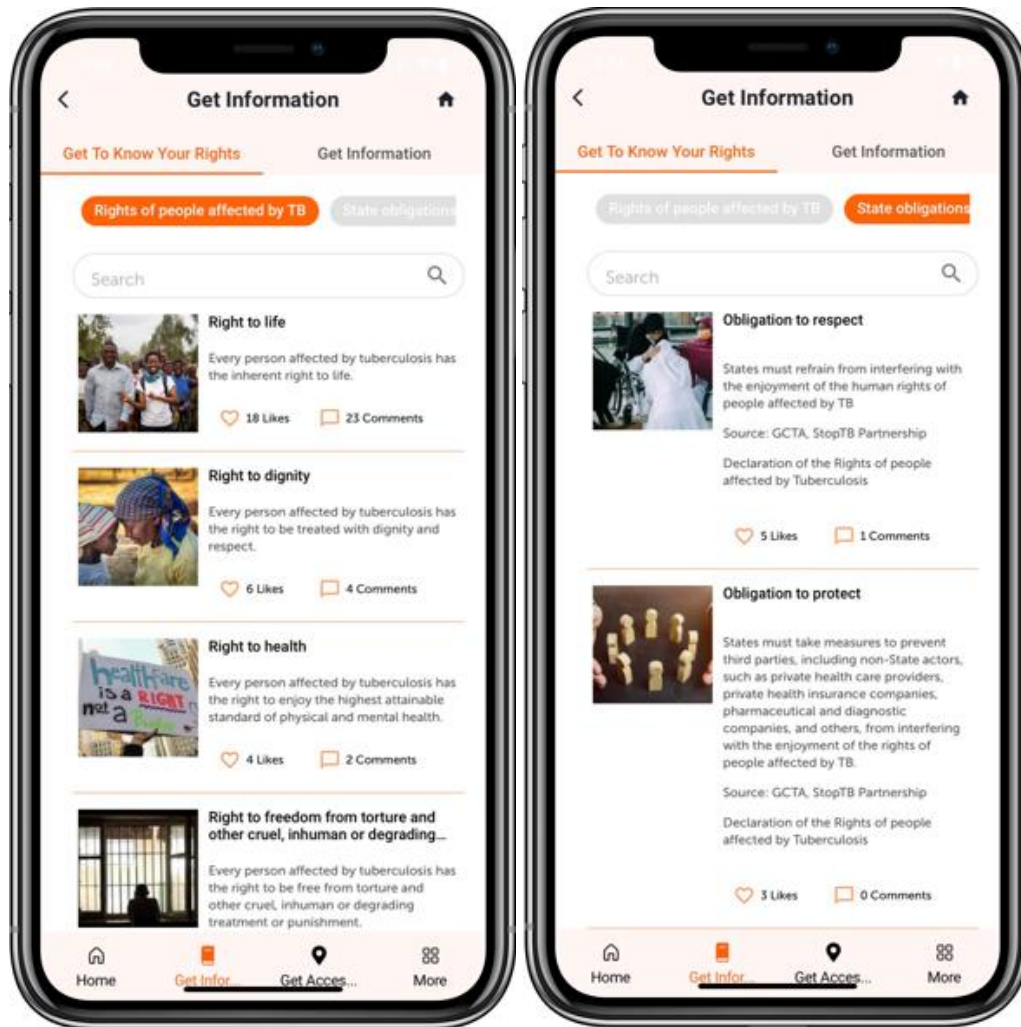 Get Information
Get To Know Your Rights
Get Information
Rights of people affected by TB
State obligations
Search
Right to life
Every person affected by tuberculosis has
the inherent right to life.
18 Likes
23 Comments
Right to dignity
Every person affected by tuberculosis has
the right to be treated with dignity and
respect.
6 Likes
4 Comments
healthcare
is a RIGHT
not a
Right to health
Every person affected by tuberculosis has
the right to enjoy the highest attainable
standard of physical and mental health.
4 Likes
2 Comments
Right to freedom from torture and
other cruel, inhuman or degrading...
Every person affected by tuberculosis has
the right to be free from torture and
other cruel, inhuman or degrading
treatment or punishment.
Home
Get Infor...
Get Acces...
More
Get Information
Get To Know Your Rights
Get Information
Rights of people affected by TB
State obligations
Search
Obligation to respect
States must refrain from interfering with
the enjoyment of the human rights of
people affected by TB
Source: GCTA, StopTB Partnership
Declaration of the Rights of people
affected by Tuberculosis
5 Likes
1 Comments
Obligation to protect
States must take measures to prevent
third parties, including non-State actors,
such as private health care providers,
private health insurance companies,
pharmaceutical and diagnostic
companies, and others, from interfering
with the enjoyment of the rights of
people affected by TB.
Source: GCTA, StopTB Partnership
Declaration of the Rights of people
affected by Tuberculosis
3 Likes
0 Comments
Home
Get Infor...
Get Acces...
More